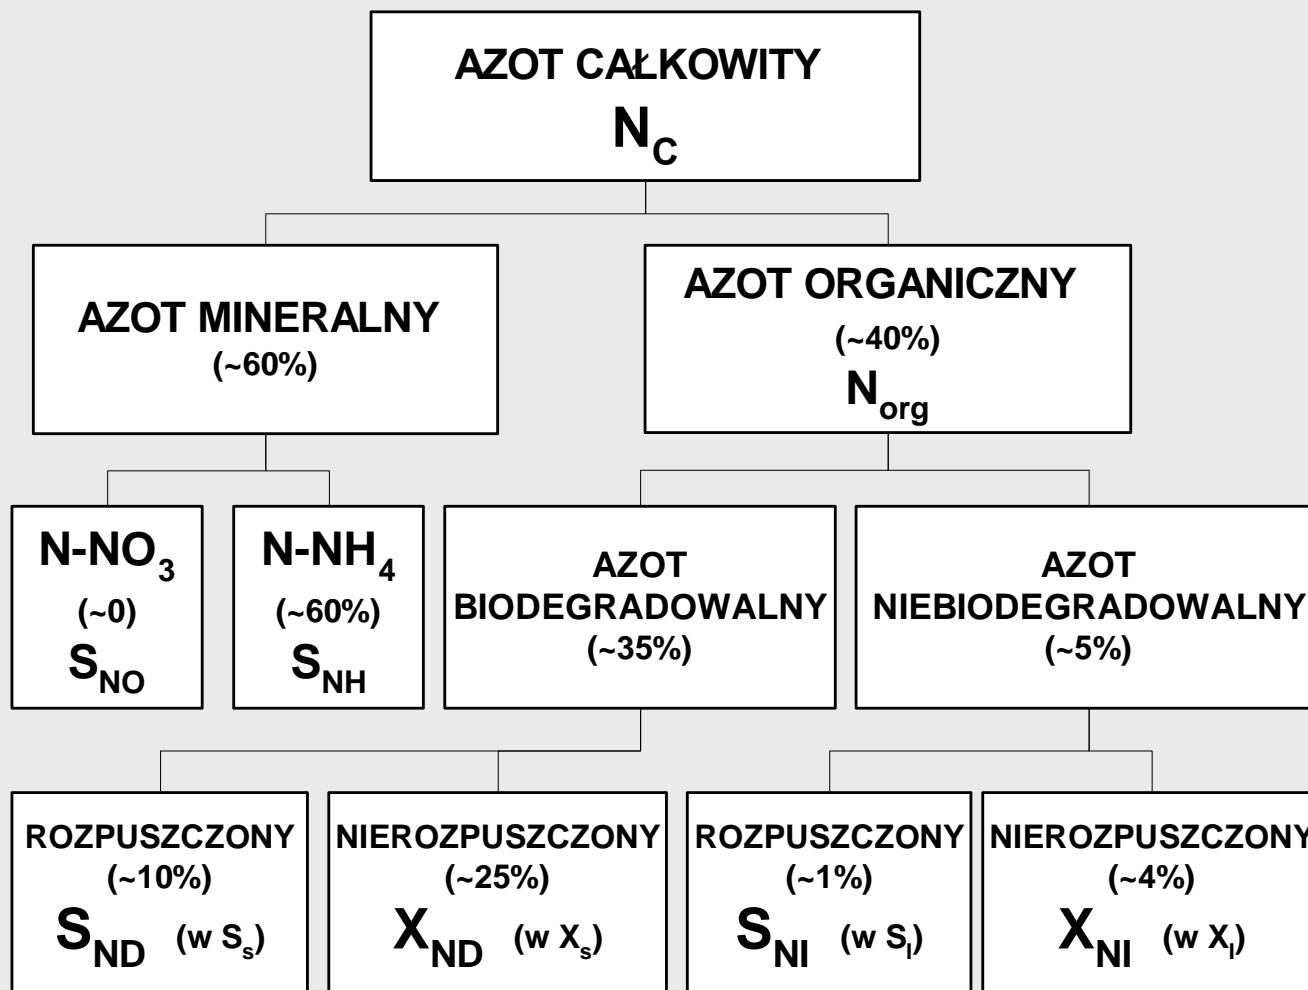 AZOT CAŁKOWITY
N_C
AZOT MINERALNY
(~60%)
AZOT ORGANICZNY
(~40%)
N_org
N-NO_3
(~0)
S_NO
N-NH_4
(~60%)
S_NH
AZOT
BIODEGRADOWALNY
(~35%)
AZOT
NIEBIODEGRADOWALNY
(~5%)
ROZPUSZCZONY
(~10%)
S_ND (w S_s)
NIEROZPUSZCZONY
(~25%)
X_ND (w X_s)
ROZPUSZCZONY
(~1%)
S_NI (w S_I)
NIEROZPUSZCZONY
(~4%)
X_NI (w X_I)